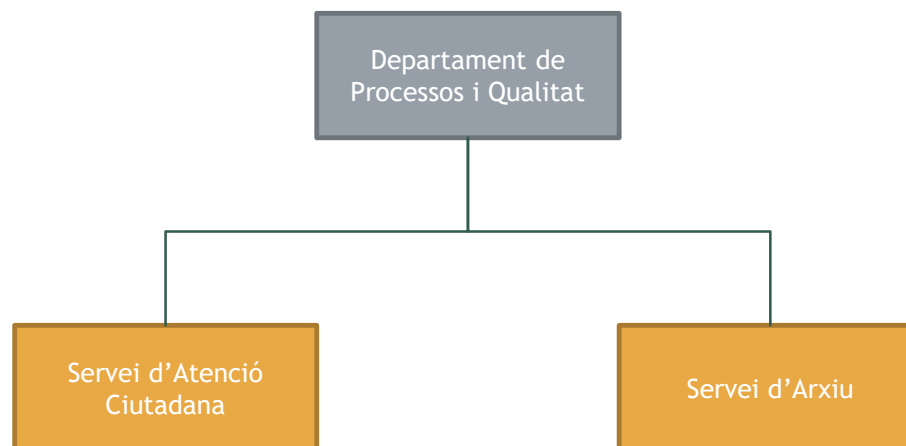 Departament de
Processos i Qualitat
Servei d’Atenció
Ciutadana
Servei d’Arxiu